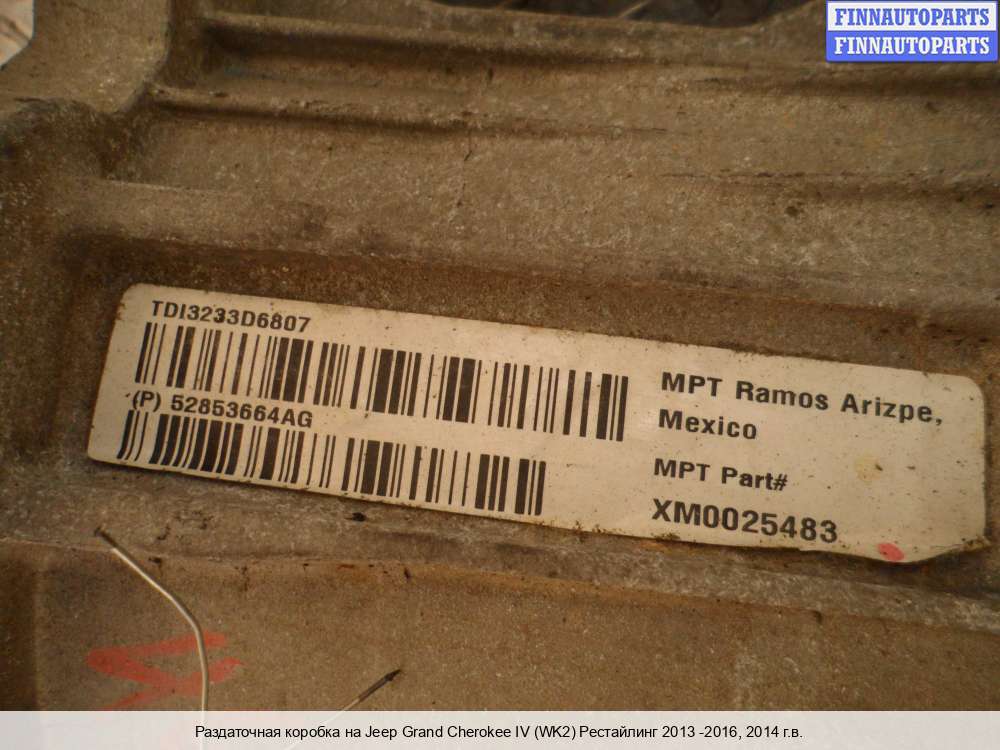 FINNAUTOPARTS
FINNAUTOPARTS
TDI3233D6807
(P) 52853664AG
MPT Ramos Arizpe,
Mexico
MPT Part#
XM0025483
Раздаточная коробка на Jeep Grand Cherokee IV (WK2) Рестайлинг 2013 -2016, 2014 г.в.